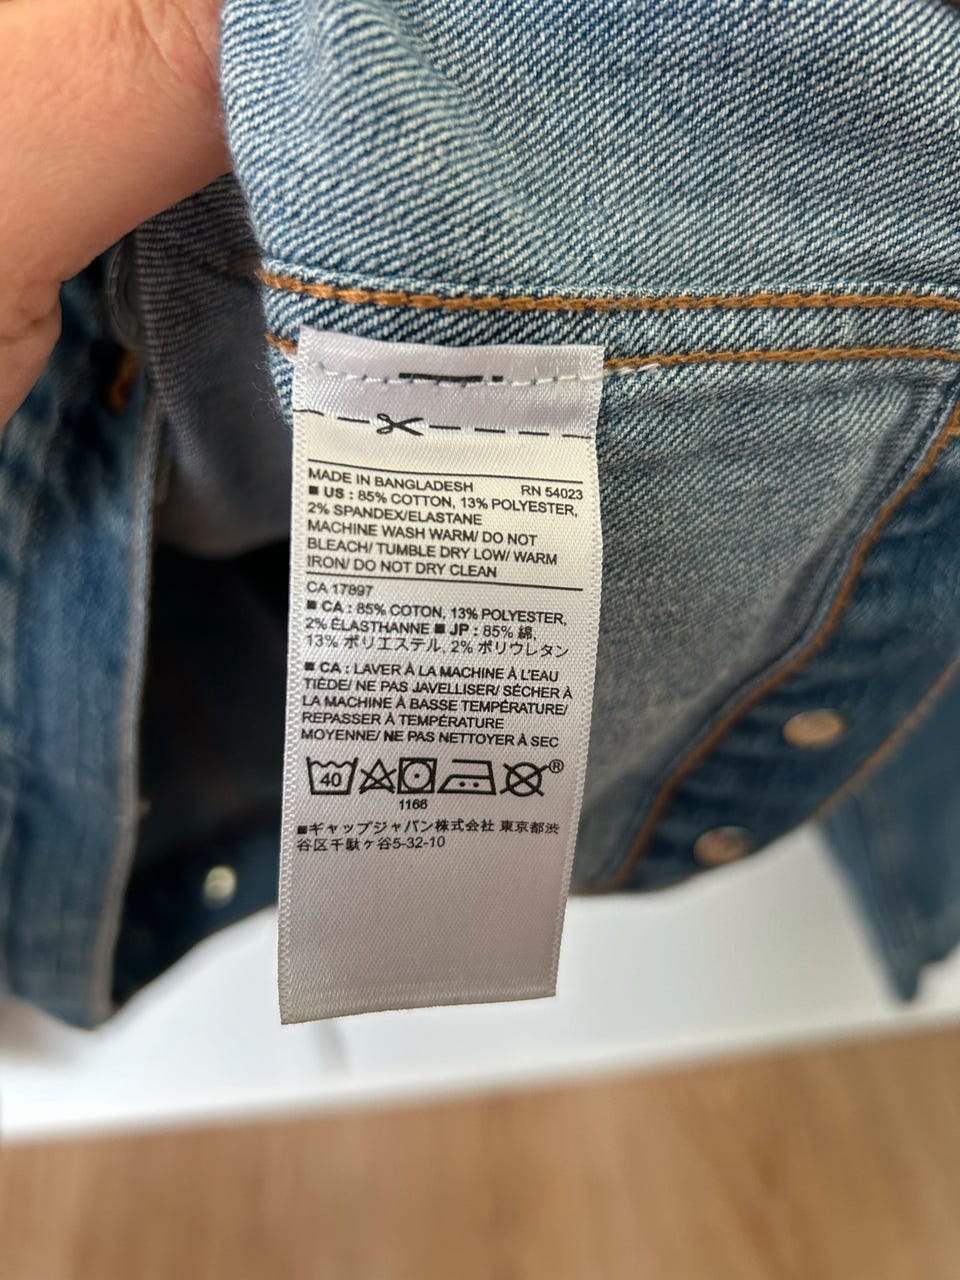 MADE IN BANGLADESH RN 54023
■ US : 85% COTTON, 13% POLYESTER,
2% SPANDEX/ELASTANE
MACHINE WASH WARM/ DO NOT
BLEACH/ TUMBLE DRY LOW/ WARM
IRON/ DO NOT DRY CLEAN
CA 17897
■ CA : 85% COTON, 13% POLYESTER,
2% ÉLASTHANNE ■ JP : 85% 綿,
13% ポリエステル, 2% ポリウレタン
■ CA : LAVER À LA MACHINE À L'EAU
TIÈDE/ NE PAS JAVELLISER/ SÉCHER À
LA MACHINE À BASSE TEMPÉRATURE/
REPASSER À TEMPÉRATURE
MOYENNE/ NE PAS NETTOYER À SEC
40 ®
1166
■ギャップジャパン株式会社 東京都渋
谷区千駄ヶ谷5-32-10